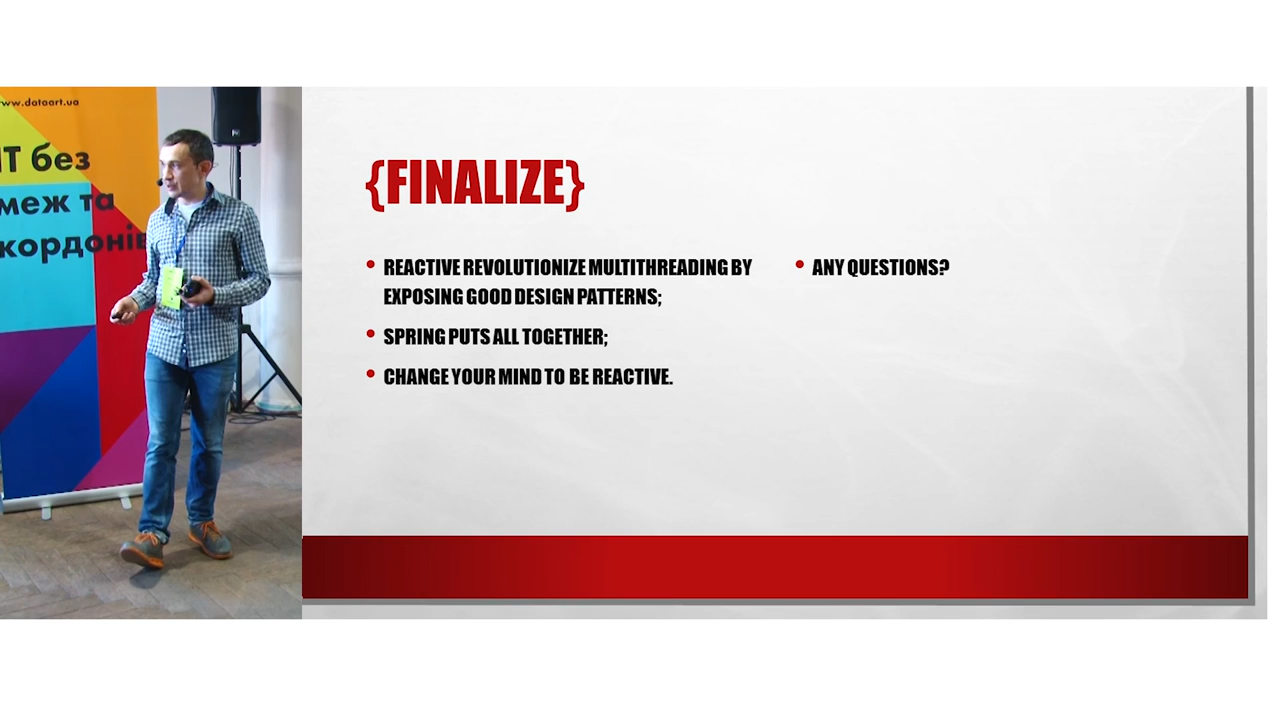 www.dataart.ua
ІТ без
меж та
кордонів
{FINALIZE}
• REACTIVE REVOLUTIONIZE MULTITHREADING BY
EXPOSING GOOD DESIGN PATTERNS;
• SPRING PUTS ALL TOGETHER;
• CHANGE YOUR MIND TO BE REACTIVE.
• ANY QUESTIONS?